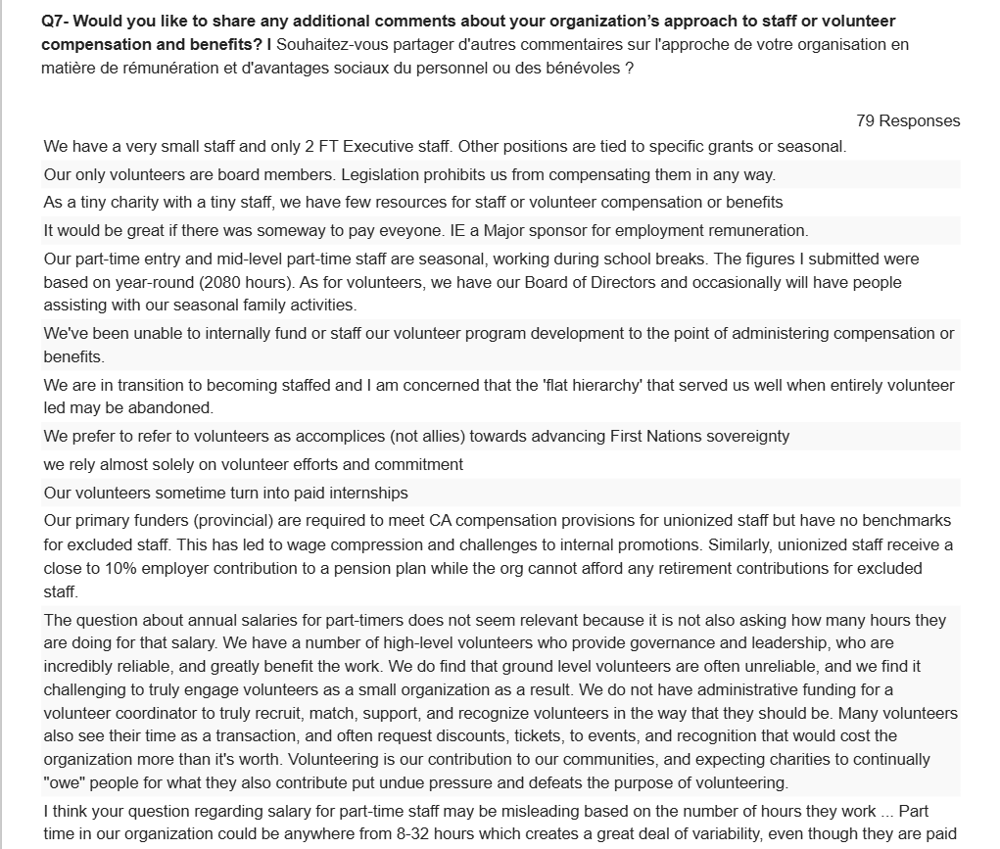 Q7- Would you like to share any additional comments about your organization's approach to staff or volunteer
compensation and benefits? I Souhaitez-vous partager d'autres commentaires sur l'approche de votre organisation en
matière de rémunération et d'avantages sociaux du personnel ou des bénévoles ?
79 Responses
We have a very small staff and only 2 FT Executive staff. Other positions are tied to specific grants or seasonal.
Our only volunteers are board members. Legislation prohibits us from compensating them in any way.
As a tiny charity with a tiny staff, we have few resources for staff or volunteer compensation or benefits
It would be great if there was someway to pay eveyone. IE a Major sponsor for employment remuneration.
Our part-time entry and mid-level part-time staff are seasonal, working during school breaks. The figures I submitted were
based on year-round (2080 hours). As for volunteers, we have our Board of Directors and occasionally will have people
assisting with our seasonal family activities.
We've been unable to internally fund or staff our volunteer program development to the point of administering compensation or
benefits.
We are in transition to becoming staffed and I am concerned that the 'flat hierarchy' that served us well when entirely volunteer
led may be abandoned.
We prefer to refer to volunteers as accomplices (not allies) towards advancing First Nations sovereignty
we rely almost solely on volunteer efforts and commitment
Our volunteers sometime turn into paid internships
Our primary funders (provincial) are required to meet CA compensation provisions for unionized staff but have no benchmarks
for excluded staff. This has led to wage compression and challenges to internal promotions. Similarly, unionized staff receive a
close to 10% employer contribution to a pension plan while the org cannot afford any retirement contributions for excluded
staff.
The question about annual salaries for part-timers does not seem relevant because it is not also asking how many hours they
are doing for that salary. We have a number of high-level volunteers who provide governance and leadership, who are
incredibly reliable, and greatly benefit the work. We do find that ground level volunteers are often unreliable, and we find it
challenging to truly engage volunteers as a small organization as a result. We do not have administrative funding for a
volunteer coordinator to truly recruit, match, support, and recognize volunteers in the way that they should be. Many volunteers
also see their time as a transaction, and often request discounts, tickets, to events, and recognition that would cost the
organization more than it's worth. Volunteering is our contribution to our communities, and expecting charities to continually
"owe" people for what they also contribute put undue pressure and defeats the purpose of volunteering.
I think your question regarding salary for part-time staff may be misleading based on the number of hours they work ... Part
time in our organization could be anywhere from 8-32 hours which creates a great deal of variability, even though they are paid